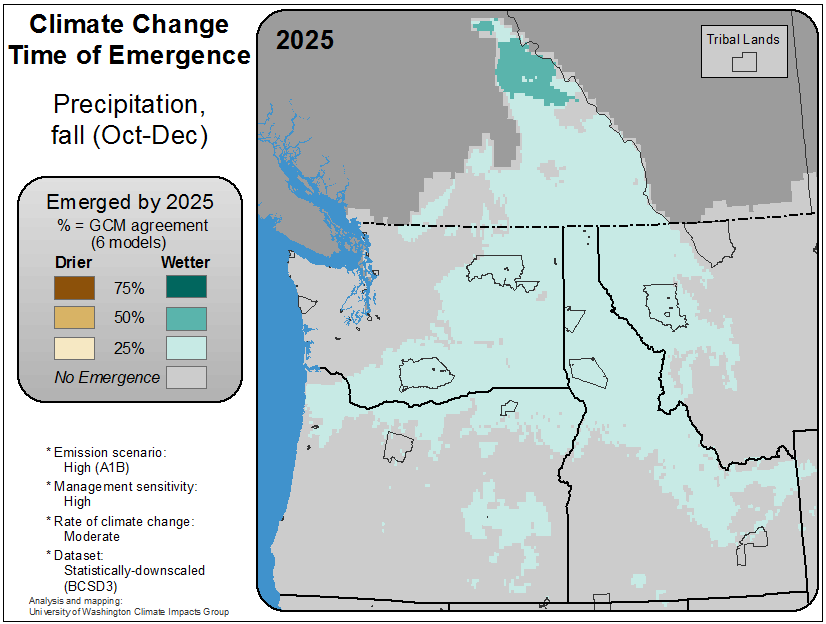 Climate Change
Time of Emergence
Precipitation,
fall (Oct-Dec)
Emerged by 2025
% = GCM agreement
(6 models)
Drier Wetter
75%
50%
25%
No Emergence
* Emission scenario:
High (A1B)
* Management sensitivity:
High
* Rate of climate change:
Moderate
* Dataset:
Statistically-downscaled
(BCSD3)
Analysis and mapping:
University of Washington Climate Impacts Group
2025
Tribal Lands